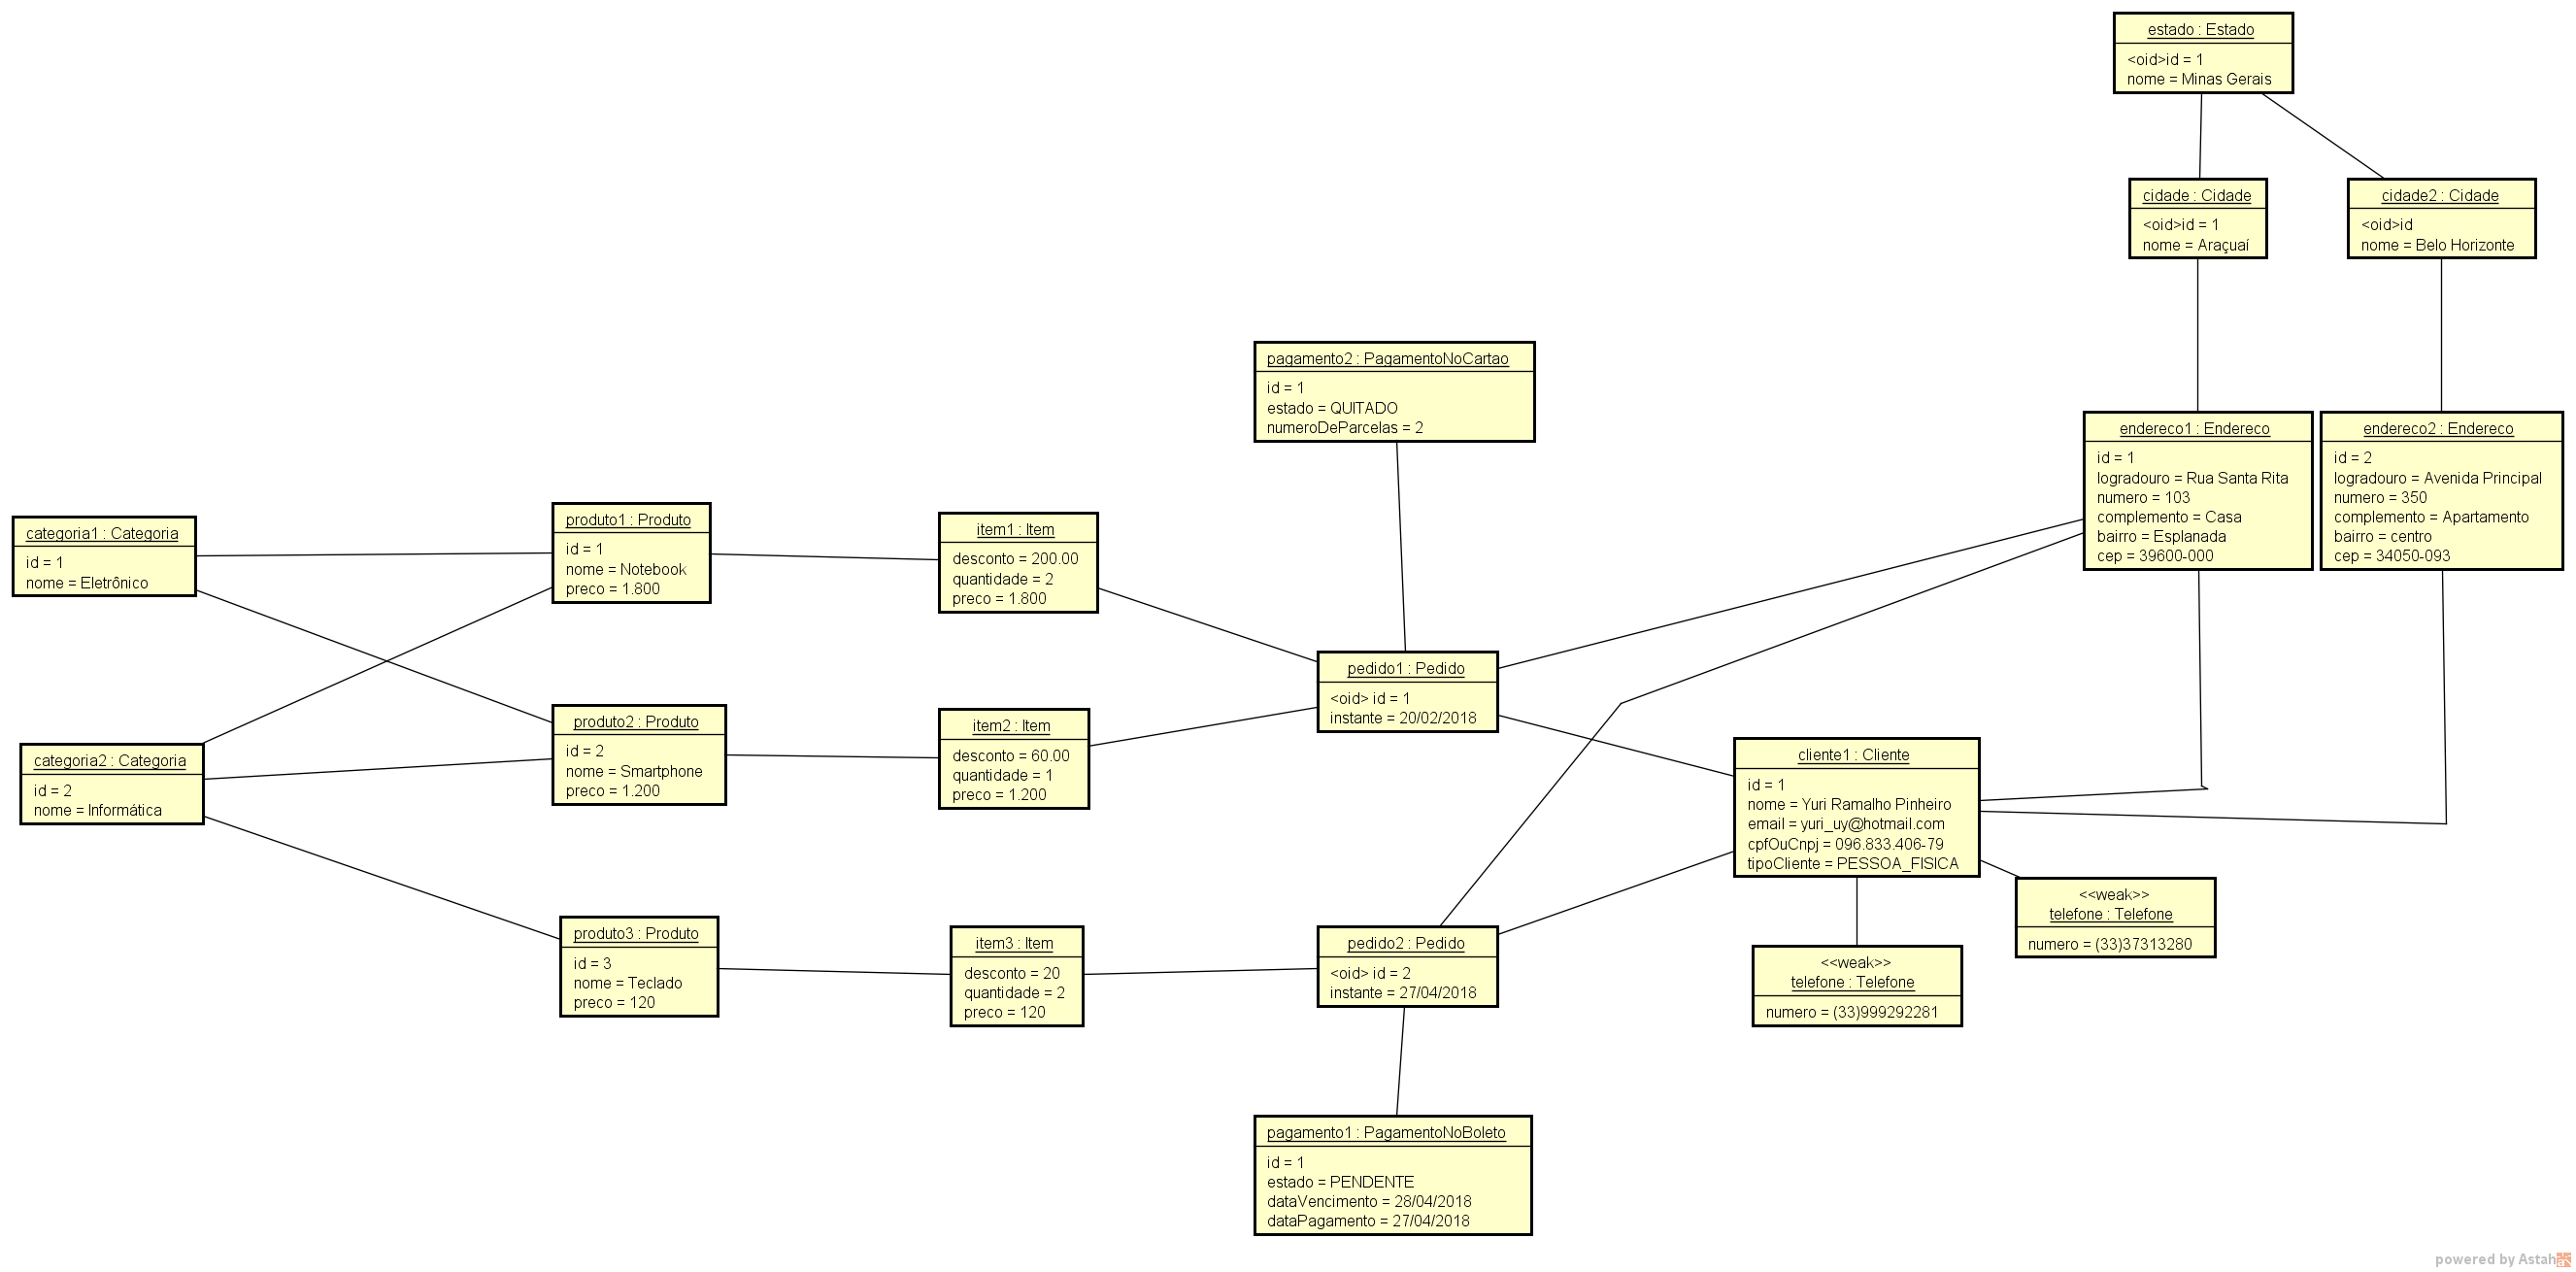 estado : Estado
<oid>id = 1
nome = Minas Gerais
cidade : Cidade
<oid>id = 1
nome = Araçuaí
cidade2 : Cidade
<oid>id
nome = Belo Horizonte
pagamento2 : PagamentoNoCartao
id = 1
estado = QUITADO
numeroDeParcelas = 2
endereco1 : Endereco
id = 1
logradouro = Rua Santa Rita
numero = 103
complemento = Casa
bairro = Esplanada
cep = 39600-000
endereco2 : Endereco
id = 2
logradouro = Avenida Principal
numero = 350
complemento = Apartamento
bairro = centro
cep = 34050-093
categoria1 : Categoria
id = 1
nome = Eletrônico
produto1 : Produto
id = 1
nome = Notebook
preco = 1.800
item1 : Item
desconto = 200.00
quantidade = 2
preco = 1.800
pedido1 : Pedido
<oid> id = 1
instante = 20/02/2018
categoria2 : Categoria
id = 2
nome = Informática
produto2 : Produto
id = 2
nome = Smartphone
preco = 1.200
item2 : Item
desconto = 60.00
quantidade = 1
preco = 1.200
cliente1 : Cliente
id = 1
nome = Yuri Ramalho Pinheiro
email = yuri_uy@hotmail.com
cpfOuCnpj = 096.833.406-79
tipoCliente = PESSOA_FISICA
<<weak>>
telefone : Telefone
numero = (33)37313280
<<weak>>
telefone : Telefone
numero = (33)999292281
produto3 : Produto
id = 3
nome = Teclado
preco = 120
item3 : Item
desconto = 20
quantidade = 2
preco = 120
pedido2 : Pedido
<oid> id = 2
instante = 27/04/2018
pagamento1 : PagamentoNoBoleto
id = 1
estado = PENDENTE
dataVencimento = 28/04/2018
dataPagamento = 27/04/2018
powered by Astah